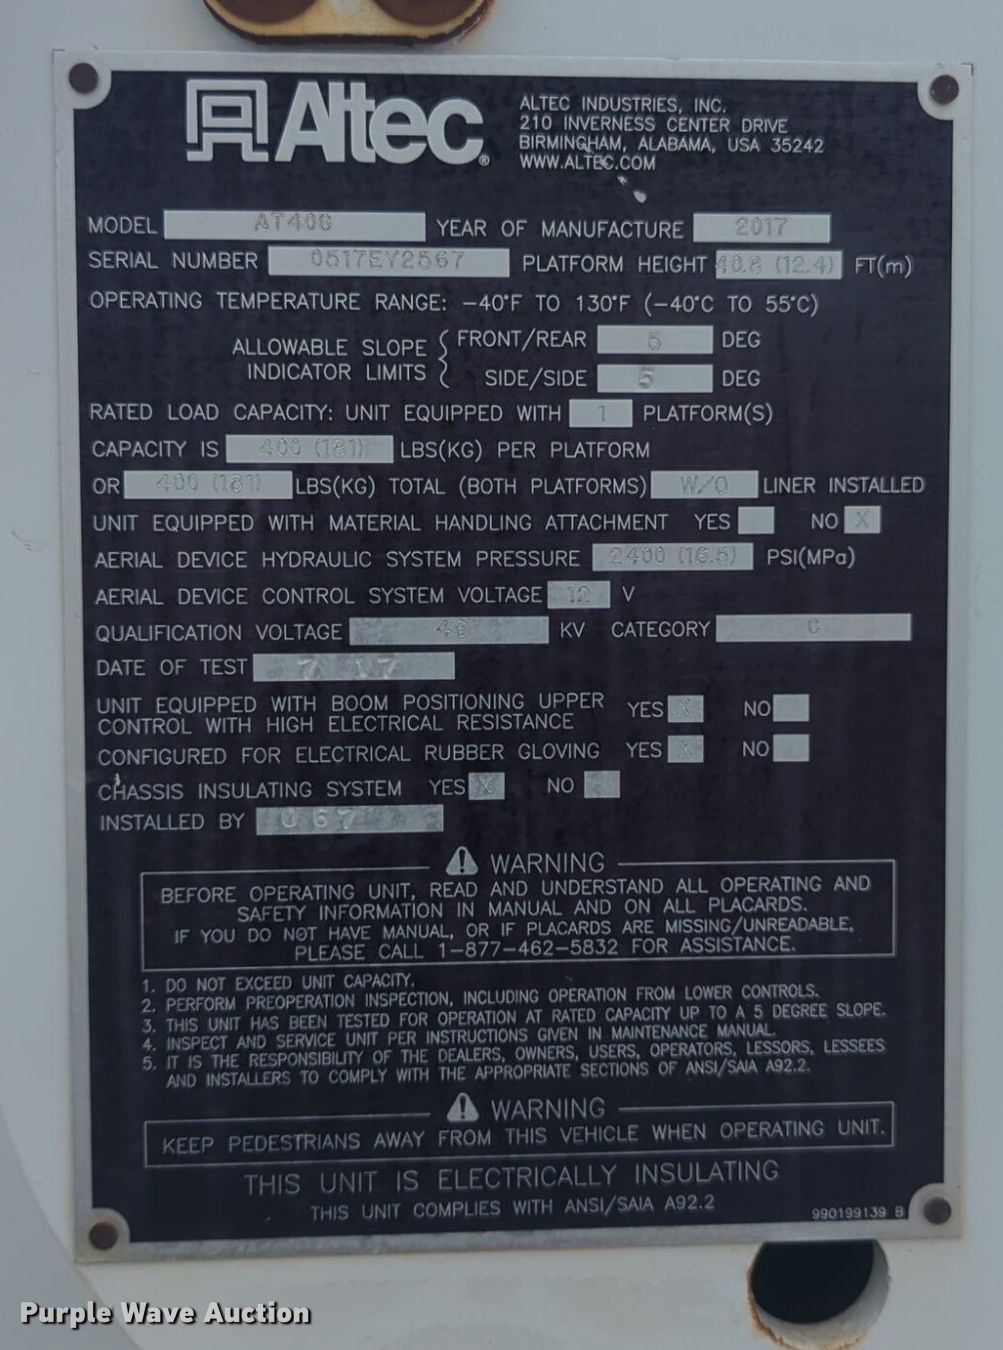 Altec®
ALTEC INDUSTRIES, INC.
210 INVERNESS CENTER DRIVE
BIRMINGHAM, ALABAMA, USA 35242
WWW.ALTEC.COM
MODEL AT40G YEAR OF MANUFACTURE 2017
SERIAL NUMBER 0517EY2567 PLATFORM HEIGHT 40.8 (12.4) FT(m)
OPERATING TEMPERATURE RANGE: -40°F TO 130°F (-40°C TO 55°C)
ALLOWABLE SLOPE INDICATOR LIMITS { FRONT/REAR 5 DEG
SIDE/SIDE 5 DEG
RATED LOAD CAPACITY: UNIT EQUIPPED WITH 1 PLATFORM(S)
CAPACITY IS 400 (181) LBS(KG) PER PLATFORM
OR 400 (181) LBS(KG) TOTAL (BOTH PLATFORMS) W/O LINER INSTALLED
UNIT EQUIPPED WITH MATERIAL HANDLING ATTACHMENT YES NO X
AERIAL DEVICE HYDRAULIC SYSTEM PRESSURE 2400 (16.5) PSI(MPa)
AERIAL DEVICE CONTROL SYSTEM VOLTAGE 12 V
QUALIFICATION VOLTAGE 46 KV CATEGORY C
DATE OF TEST 7 17
UNIT EQUIPPED WITH BOOM POSITIONING UPPER
CONTROL WITH HIGH ELECTRICAL RESISTANCE YES X NO
CONFIGURED FOR ELECTRICAL RUBBER GLOVING YES X NO
CHASSIS INSULATING SYSTEM YES X NO
INSTALLED BY 067
WARNING
BEFORE OPERATING UNIT, READ AND UNDERSTAND ALL OPERATING AND
SAFETY INFORMATION IN MANUAL AND ON ALL PLACARDS.
IF YOU DO NOT HAVE MANUAL, OR IF PLACARDS ARE MISSING/UNREADABLE,
PLEASE CALL 1-877-462-5832 FOR ASSISTANCE.
1. DO NOT EXCEED UNIT CAPACITY.
2. PERFORM PREOPERATION INSPECTION, INCLUDING OPERATION FROM LOWER CONTROLS.
3. THIS UNIT HAS BEEN TESTED FOR OPERATION AT RATED CAPACITY UP TO A 5 DEGREE SLOPE.
4. INSPECT AND SERVICE UNIT PER INSTRUCTIONS GIVEN IN MAINTENANCE MANUAL.
5. IT IS THE RESPONSIBILITY OF THE DEALERS, OWNERS, USERS, OPERATORS, LESSORS, LESSEES
AND INSTALLERS TO COMPLY WITH THE APPROPRIATE SECTIONS OF ANSI/SAIA A92.2.
WARNING
KEEP PEDESTRIANS AWAY FROM THIS VEHICLE WHEN OPERATING UNIT.
THIS UNIT IS ELECTRICALLY INSULATING
THIS UNIT COMPLIES WITH ANSI/SAIA A92.2
990199139 B
Purple Wave Auction